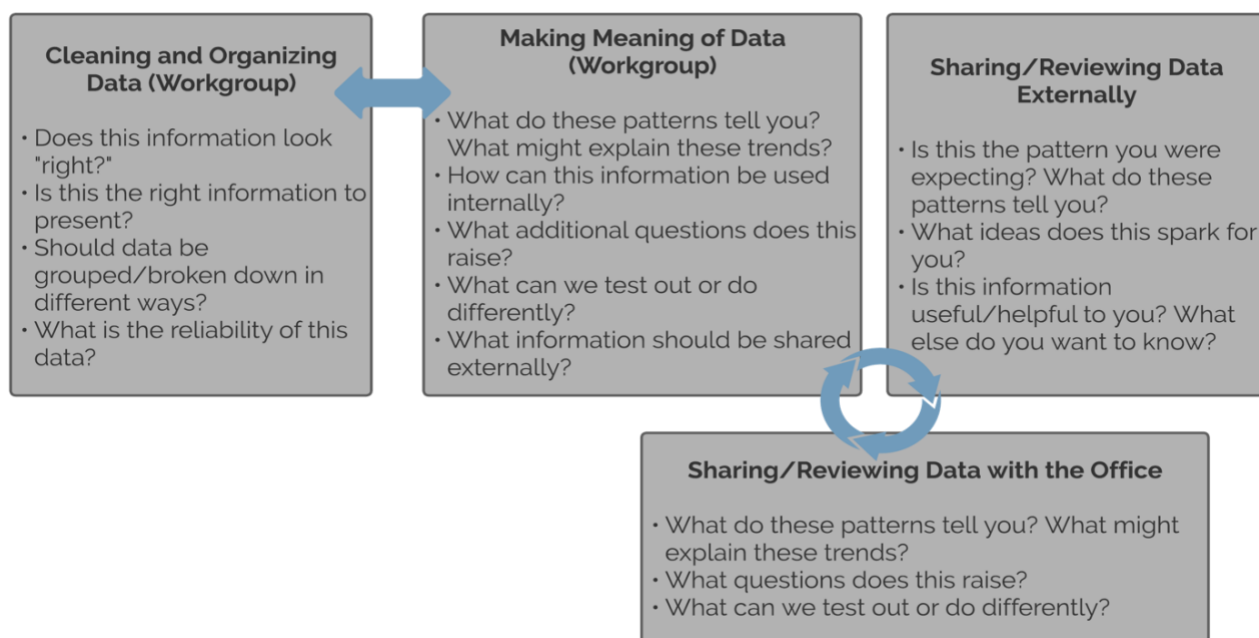 Cleaning and Organizing
Data (Workgroup)
• Does this information look
"right?"
• Is this the right information to
present?
• Should data be
grouped/broken down in
different ways?
• What is the reliability of this
data?
Making Meaning of Data
(Workgroup)
• What do these patterns tell you?
What might explain these trends?
• How can this information be used
internally?
• What additional questions does this
raise?
• What can we test out or do
differently?
• What information should be shared
externally?
Sharing/Reviewing Data
Externally
• Is this the pattern you were
expecting? What do these
patterns tell you?
• What ideas does this spark for
you?
• Is this information
useful/helpful to you? What
else do you want to know?
Sharing/Reviewing Data with the Office
• What do these patterns tell you? What might
explain these trends?
• What questions does this raise?
• What can we test out or do differently?